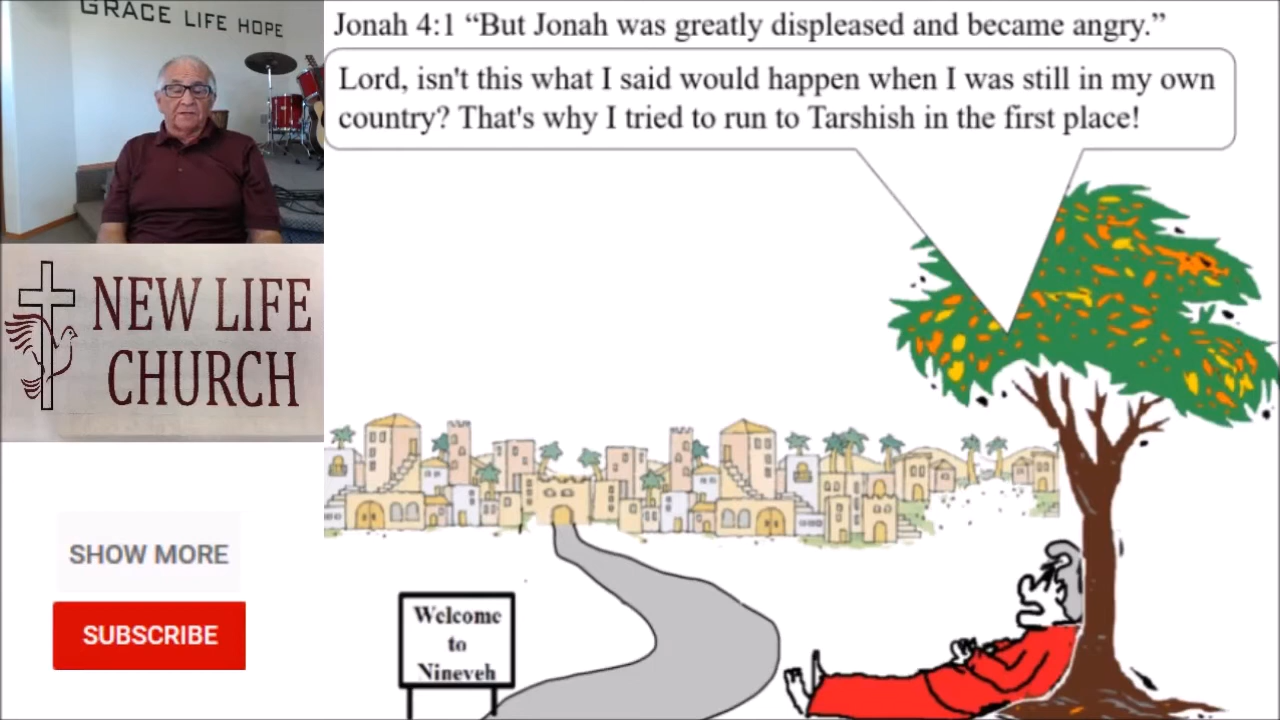 GRACE LIFE HOPE
Jonah 4:1 “But Jonah was greatly displeased and became angry.”
Lord, isn't this what I said would happen when I was still in my own
country? That's why I tried to run to Tarshish in the first place!
NEW LIFE
CHURCH
SHOW MORE
SUBSCRIBE
Welcome
to
Nineveh